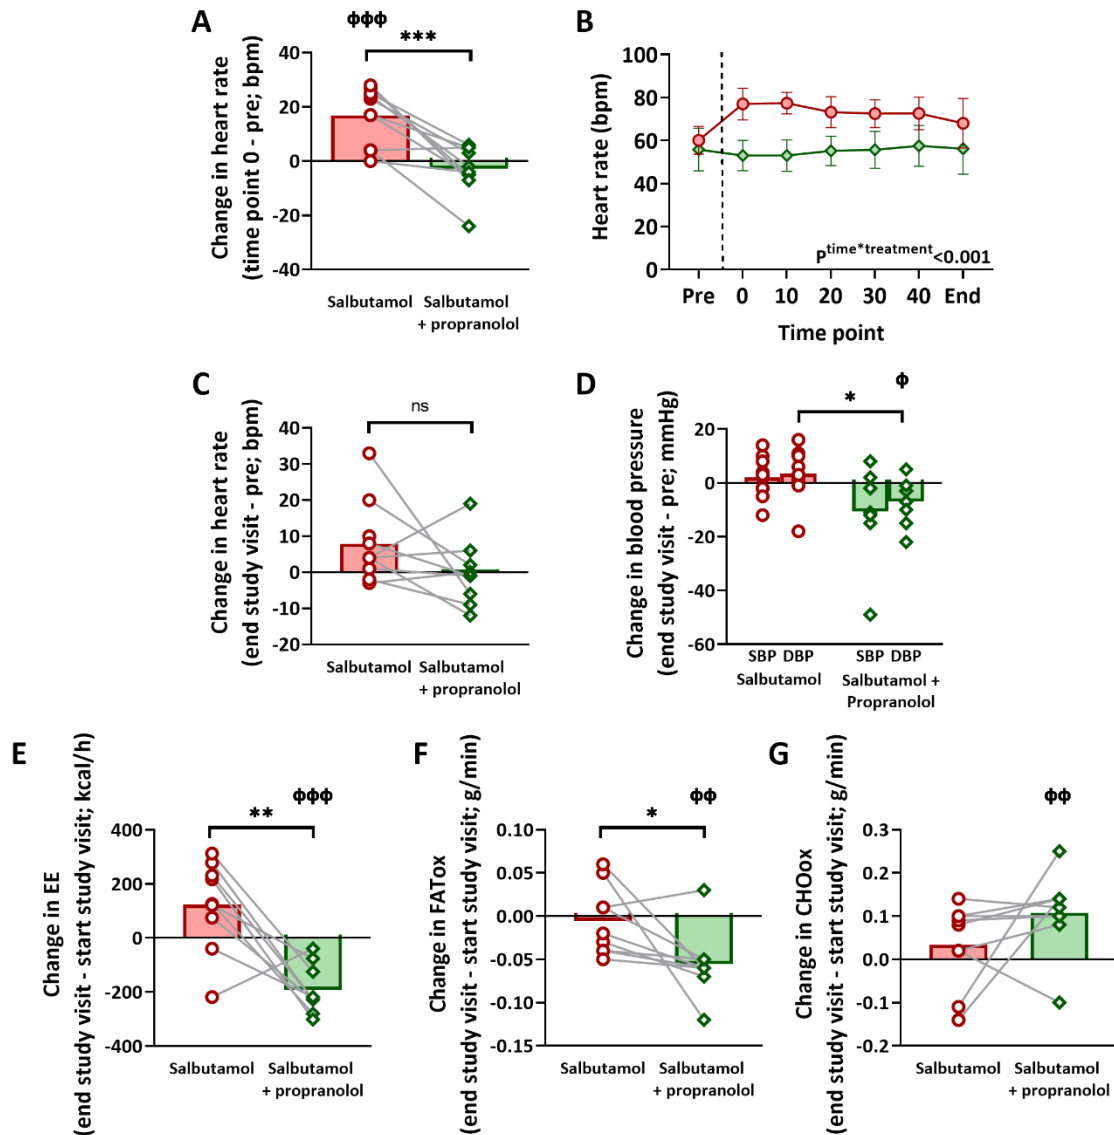 A
ϕϕϕ
***
Change in heart rate
(time point 0 - pre; bpm)
40
20
0
-20
-40
Salbutamol
Salbutamol
+ propranolol
B
Heart rate (bpm)
100
80
60
40
20
0
Ptime*treatment<0.001
Pre 0 10 20 30 40 End
Time point
C
ns
Change in heart rate
(end study visit - pre; bpm)
40
30
20
10
0
-10
-20
Salbutamol
Salbutamol
+ propranolol
D
ϕ
*
Change in blood pressure
(end study visit - pre; mmHg)
20
0
-20
-40
-60
SBP DBP SBP DBP
Salbutamol
Salbutamol +
Propranolol
E
ϕϕϕ
**
Change in EE
(end study visit - start study visit; kcal/h)
400
200
0
-200
-400
Salbutamol
Salbutamol
+ propranolol
F
ϕϕ
*
Change in FATox
(end study visit - start study visit; g/min)
0.10
0.05
0.00
-0.05
-0.10
-0.15
Salbutamol
Salbutamol
+ propranolol
G
ϕϕ
Change in CHOox
(end study visit - start study visit; g/min)
0.3
0.2
0.1
0.0
-0.1
-0.2
Salbutamol
Salbutamol
+ propranolol